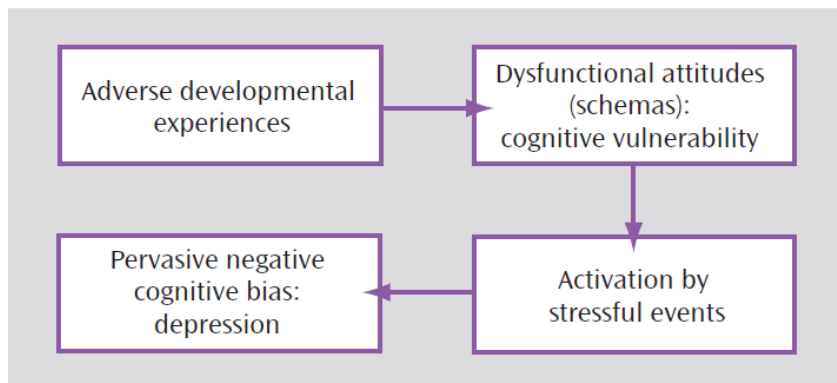 Adverse developmental
experiences
Dysfunctional attitudes
(schemas):
cognitive vulnerability
Activation by
stressful events
Pervasive negative
cognitive bias:
depression